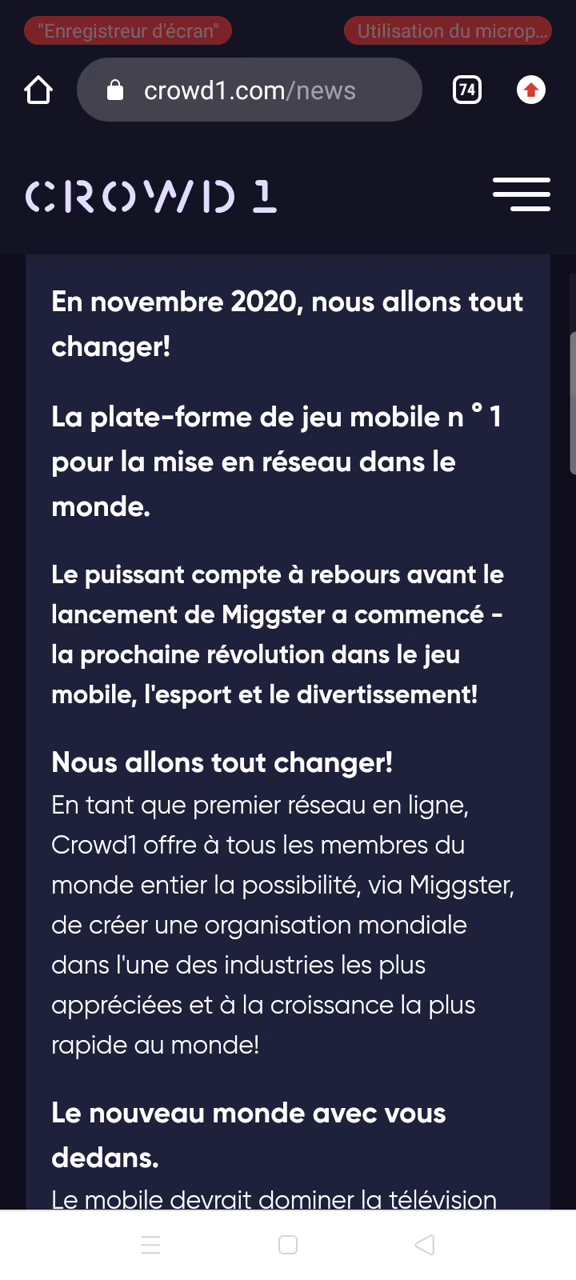 "Enregistreur d'écran" Utilisation du microp...
crowd1.com/news 74
CROWD 1
En novembre 2020, nous allons tout
changer!
La plate-forme de jeu mobile n ° 1
pour la mise en réseau dans le
monde.
Le puissant compte à rebours avant le
lancement de Miggster a commencé -
la prochaine révolution dans le jeu
mobile, l'esport et le divertissement!
Nous allons tout changer!
En tant que premier réseau en ligne,
Crowd1 offre à tous les membres du
monde entier la possibilité, via Miggster,
de créer une organisation mondiale
dans l'une des industries les plus
appréciées et à la croissance la plus
rapide au monde!
Le nouveau monde avec vous
dedans.
Le mobile devrait dominer la télévision